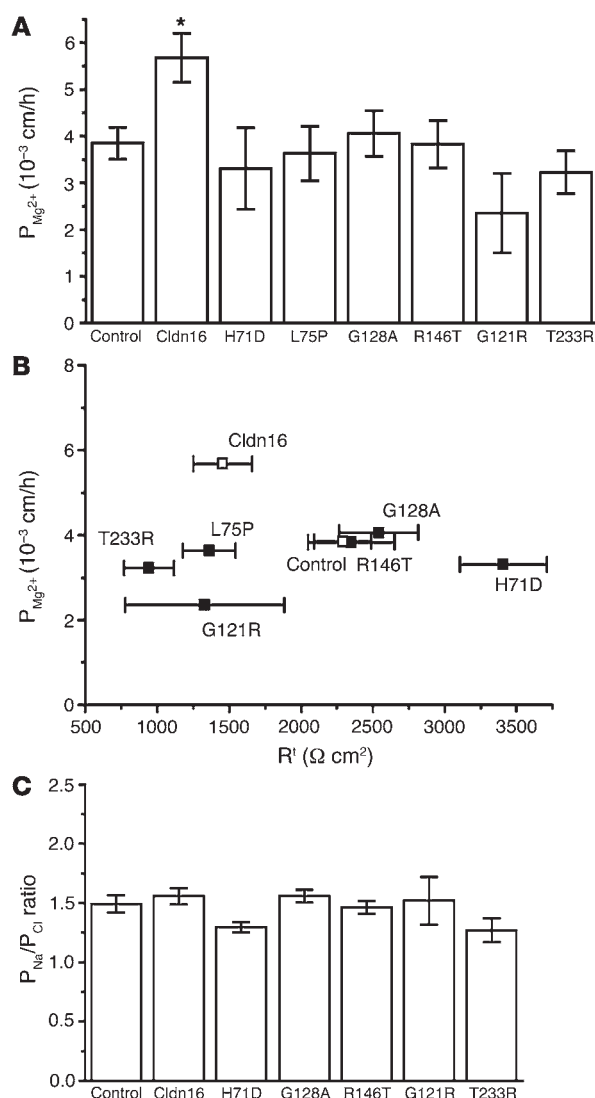 A
*
P_Mg2+ (10−3 cm/h)
6
5
4
3
2
1
0
Control Cldn16 H71D L75P G128A R146T G121R T233R
B
P_Mg2+ (10−3 cm/h)
8
6
4
2
0
Cldn16
G128A
T233R
L75P
Control R146T
H71D
G121R
500 1000 1500 2000 2500 3000 3500
Rt (Ω cm2)
C
P_Na/P_Cl ratio
2.5
2.0
1.5
1.0
0.5
0.0
Control Cldn16 H71D G128A R146T G121R T233R